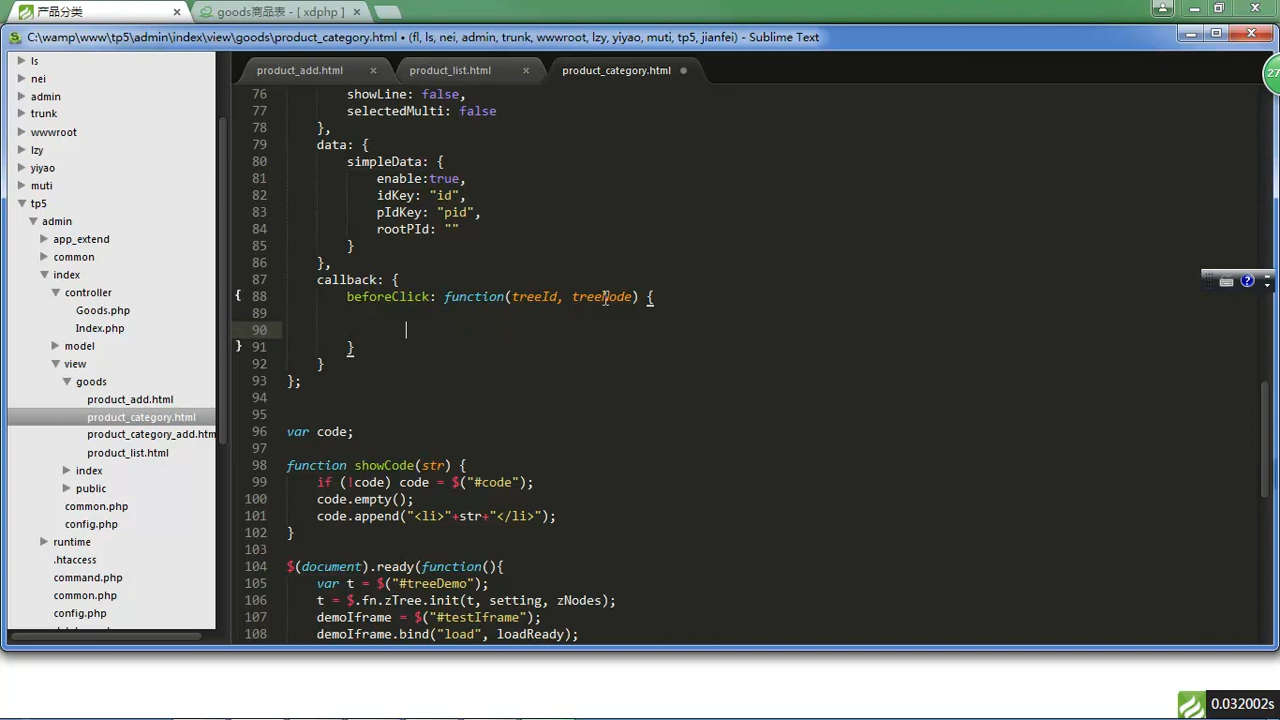 产品分类
goods商品表 - [ xdphp ]
C:\wamp\www\tp5\admin\index\view\goods\product_category.html • (fl, ls, nei, admin, trunk, wwwroot, lzy, yiyao, muti, tp5, jianfei) - Sublime Text
27
ls
nei
admin
trunk
wwwroot
lzy
yiyao
muti
tp5
admin
app_extend
common
index
controller
Goods.php
Index.php
model
view
goods
product_add.html
product_category.html
product_category_add.htm
product_list.html
index
public
common.php
config.php
runtime
.htaccess
command.php
common.php
config.php
product_add.html
product_list.html
product_category.html
76 showLine: false,
77 selectedMulti: false
78 },
79 data: {
80 simpleData: {
81 enable:true,
82 idKey: "id",
83 pIdKey: "pid",
84 rootPId: ""
85 }
86 },
87 callback: {
88 beforeClick: function(treeId, treeNode) {
89
90
91 }
92 }
93 };
94
95
96 var code;
97
98 function showCode(str) {
99 if (!code) code = $("#code");
100 code.empty();
101 code.append("<li>"+str+"</li>");
102 }
103
104 $(document).ready(function(){
105 var t = $("#treeDemo");
106 t = $.fn.zTree.init(t, setting, zNodes);
107 demoIframe = $("#testIframe");
108 demoIframe.bind("load", loadReady);
0.032002s